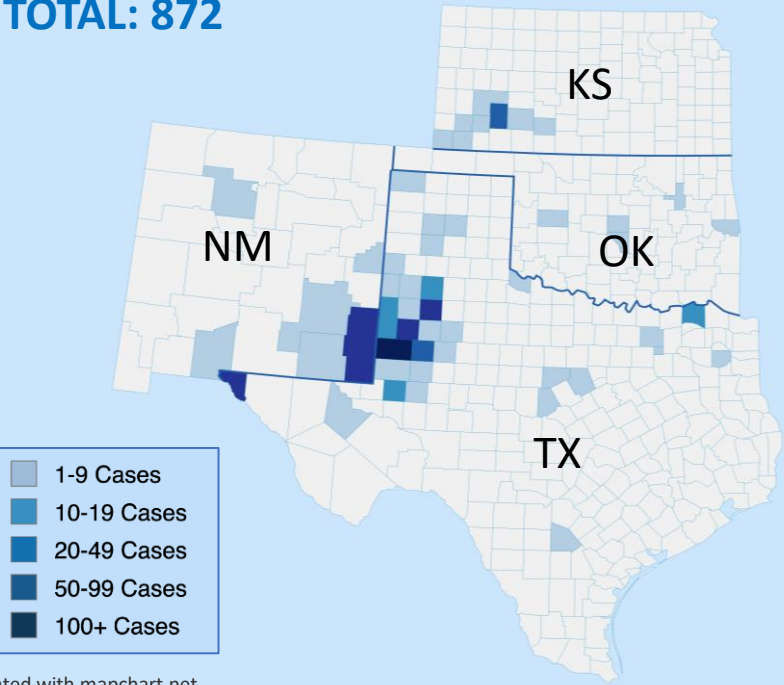 TOTAL: 872
KS
NM
OK
TX
1-9 Cases
10-19 Cases
20-49 Cases
50-99 Cases
100+ Cases